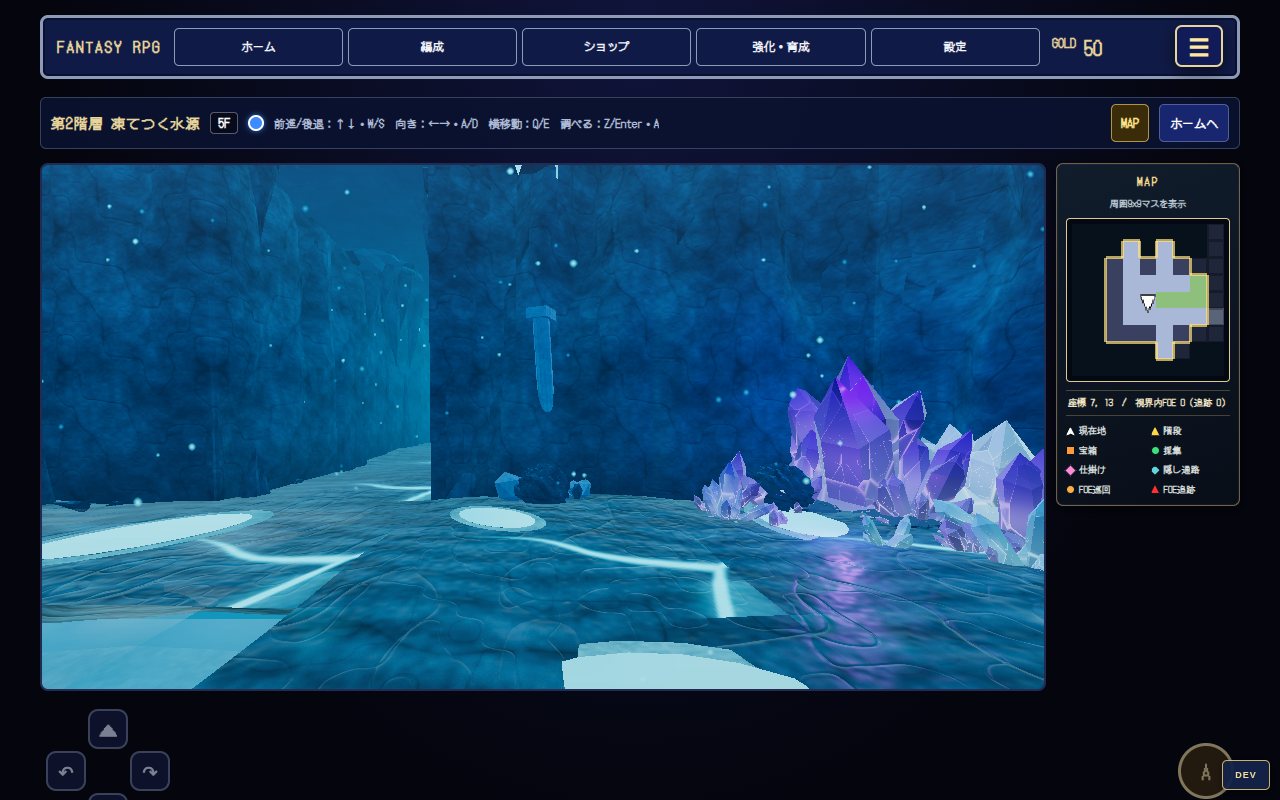 FANTASY RPG
ホーム
編成
ショップ
強化・育成
設定
GOLD 50
第2階層 凍てつく水源
5F
前進/後退：↑↓・W/S 向き：←→・A/D 横移動：Q/E 調べる：Z/Enter・A
MAP
ホームへ
MAP
周囲9x9マスを表示
座標 7, 13 / 視界内FOE 0（追跡 0）
現在地
階段
宝箱
採集
仕掛け
隠し通路
FOE巡回
FOE追跡
A
DEV